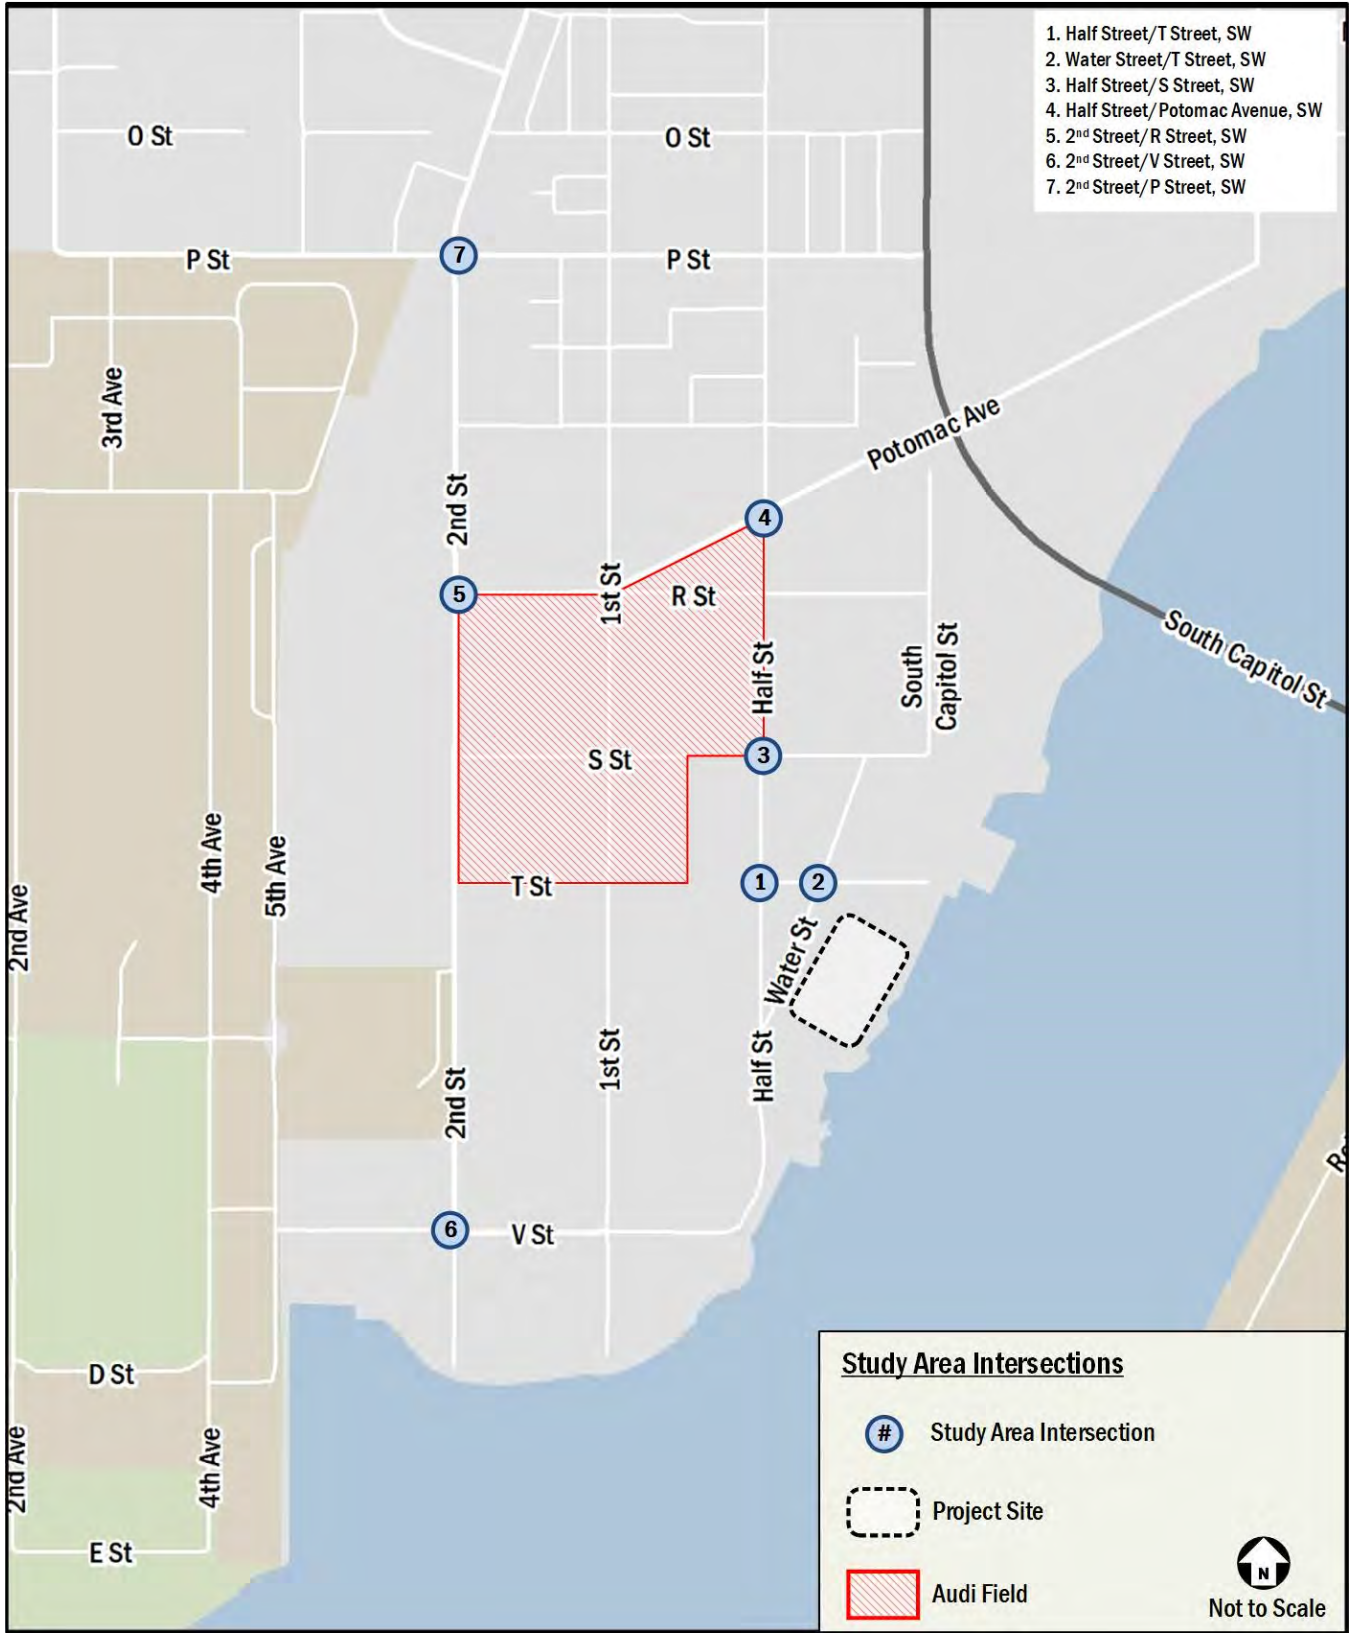 1. Half Street/T Street, SW
2. Water Street/T Street, SW
3. Half Street/S Street, SW
4. Half Street/Potomac Avenue, SW
5. 2nd Street/R Street, SW
6. 2nd Street/V Street, SW
7. 2nd Street/P Street, SW
O St
O St
7
P St
P St
3rd Ave
Potomac Ave
2nd St
4
5
1st St
R St
South Capitol St
Half St
South
Capitol St
3
S St
4th Ave
5th Ave
2nd Ave
T St
1
2
Water St
1st St
Half St
2nd St
6
V St
D St
2nd Ave
4th Ave
E St
Study Area Intersections
# Study Area Intersection
Project Site
Audi Field
N
Not to Scale